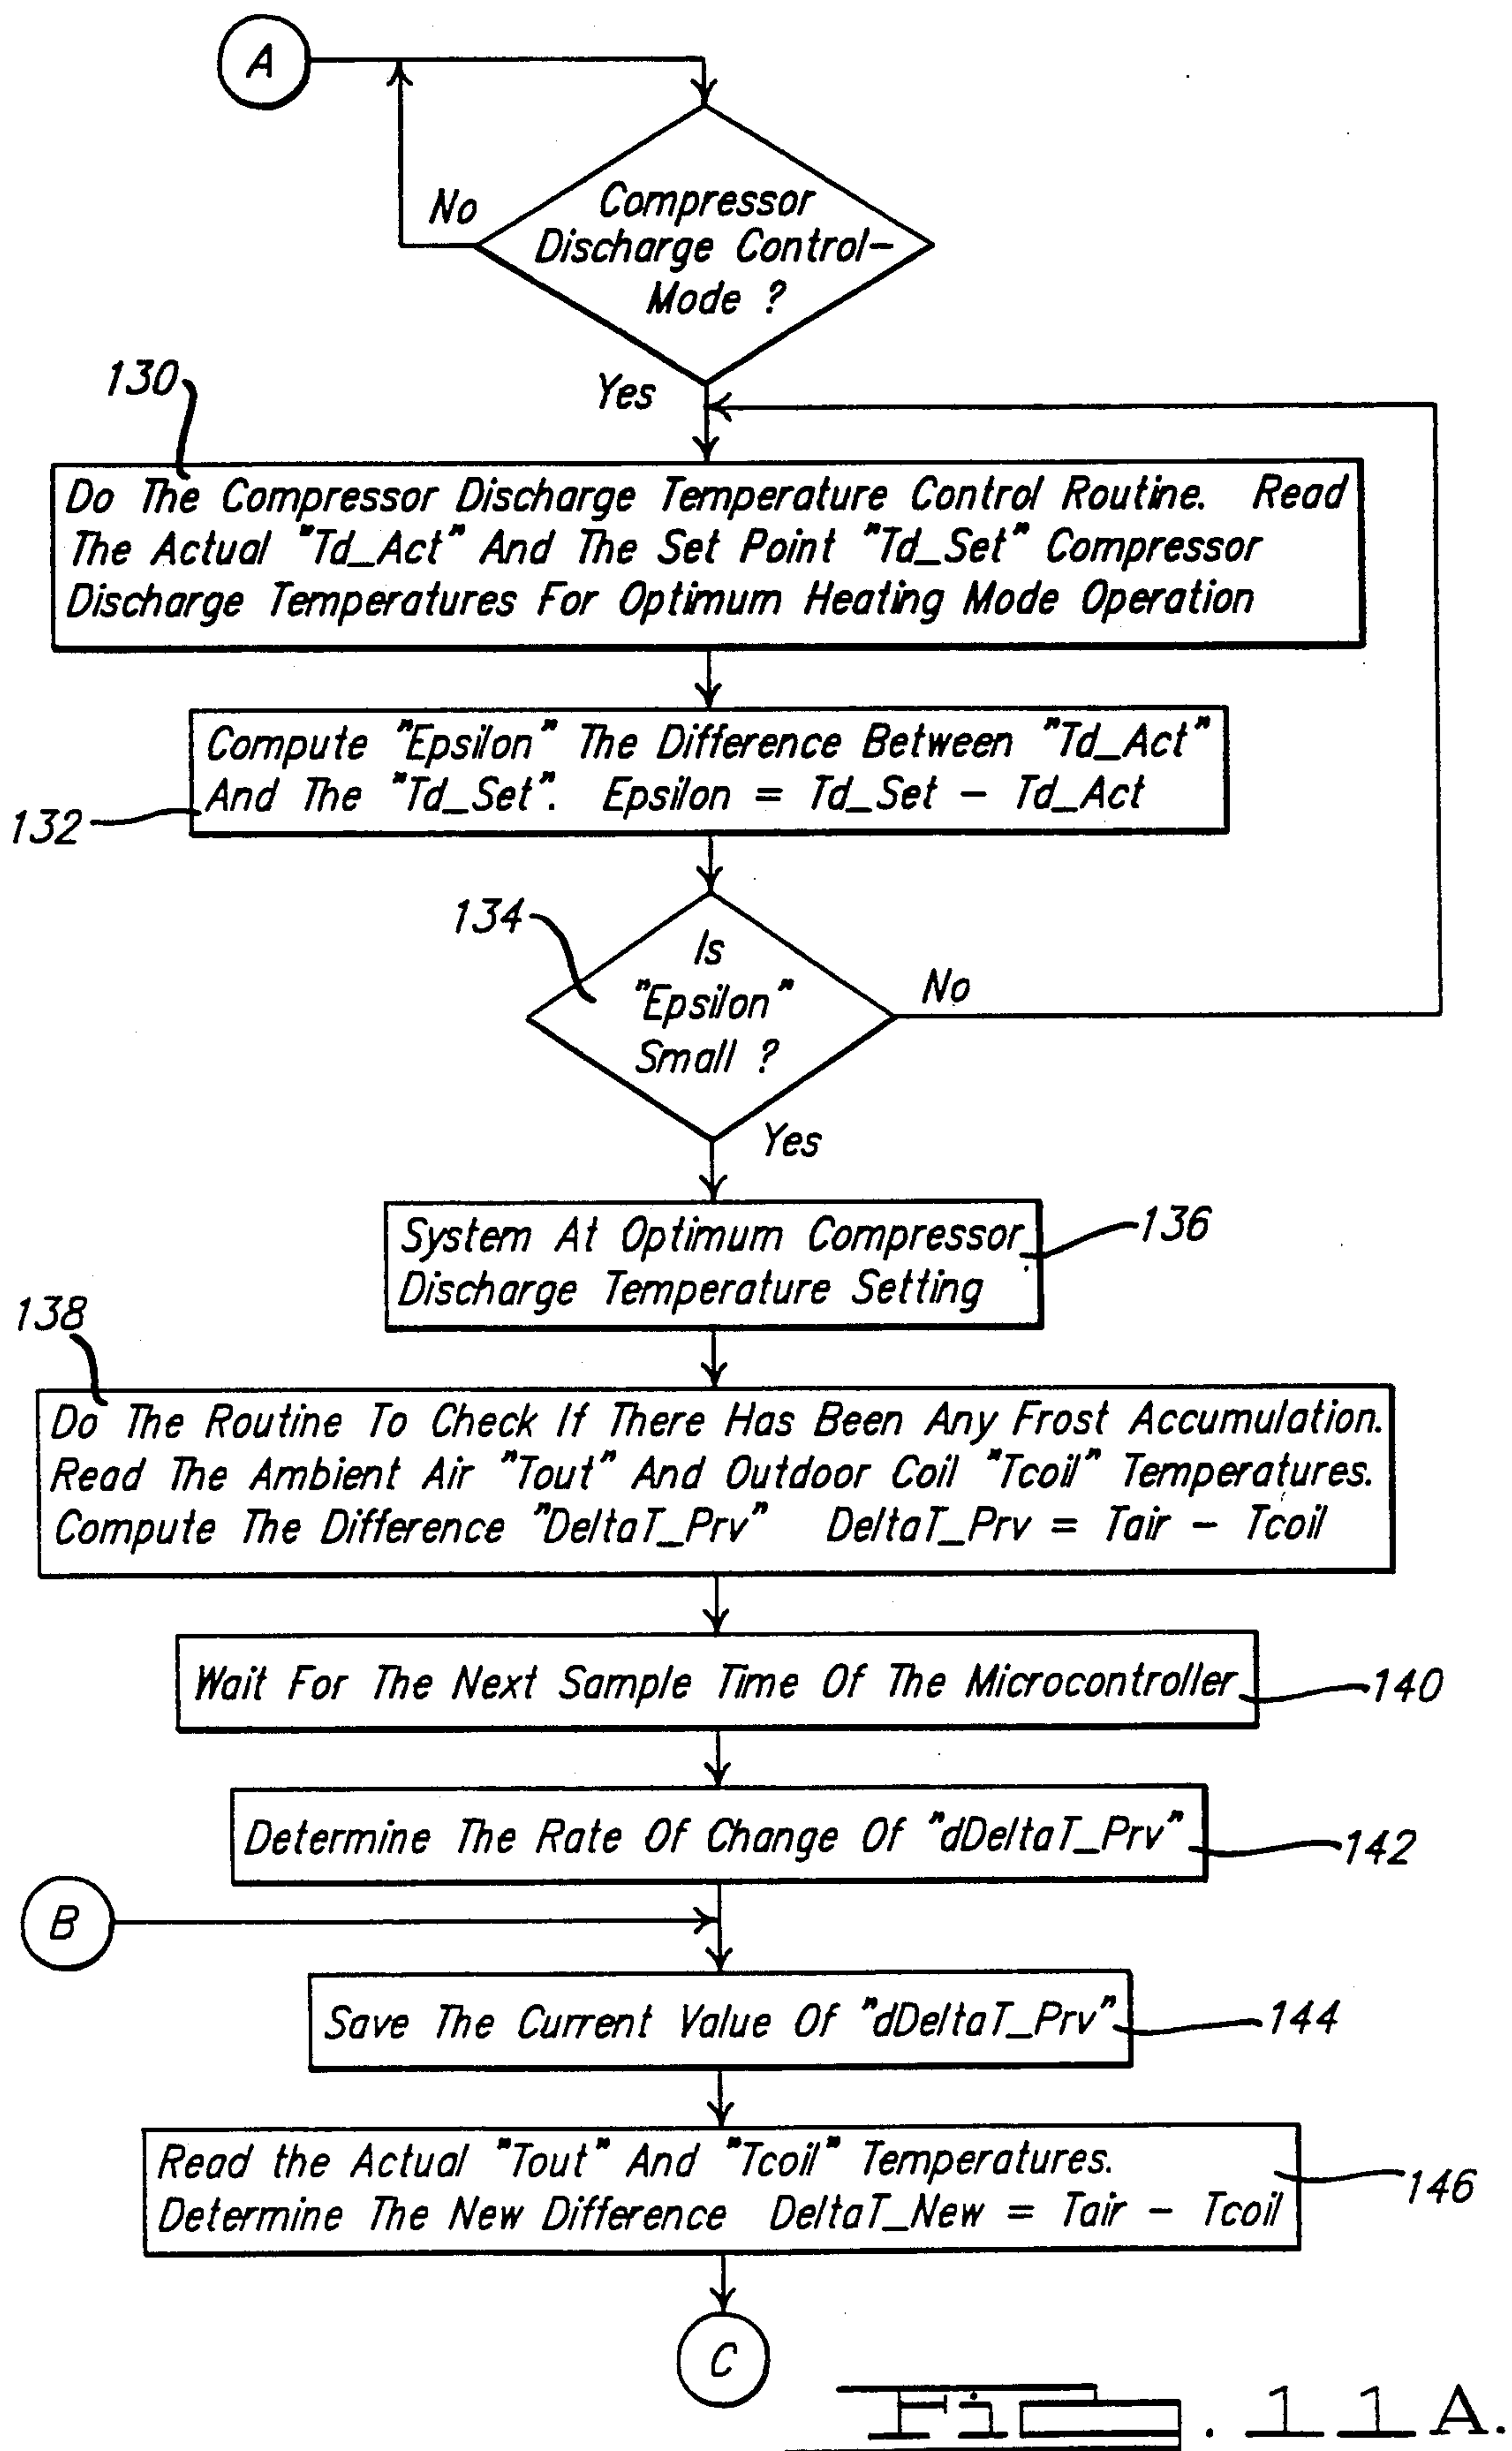 A
No
Compressor
Discharge Control-
Mode ?
Yes
130
Do The Compressor Discharge Temperature Control Routine. Read
The Actual "Td_Act" And The Set Point "Td_Set" Compressor
Discharge Temperatures For Optimum Heating Mode Operation
Compute "Epsilon" The Difference Between "Td_Act"
And The "Td_Set". Epsilon = Td_Set - Td_Act
132
134
Is
"Epsilon"
Small ?
No
Yes
System At Optimum Compressor
Discharge Temperature Setting
136
138
Do The Routine To Check If There Has Been Any Frost Accumulation.
Read The Ambient Air "Tout" And Outdoor Coil "Tcoil" Temperatures.
Compute The Difference "DeltaT_Prv" DeltaT_Prv = Tair - Tcoil
Wait For The Next Sample Time Of The Microcontroller
140
Determine The Rate Of Change Of "dDeltaT_Prv"
142
B
Save The Current Value Of "dDeltaT_Prv"
144
Read the Actual "Tout" And "Tcoil" Temperatures.
Determine The New Difference DeltaT_New = Tair - Tcoil
146
C
Fig. 11A.